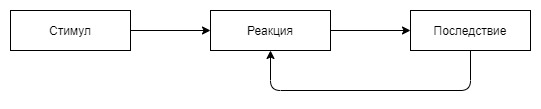 Стимул
Реакция
Последствие